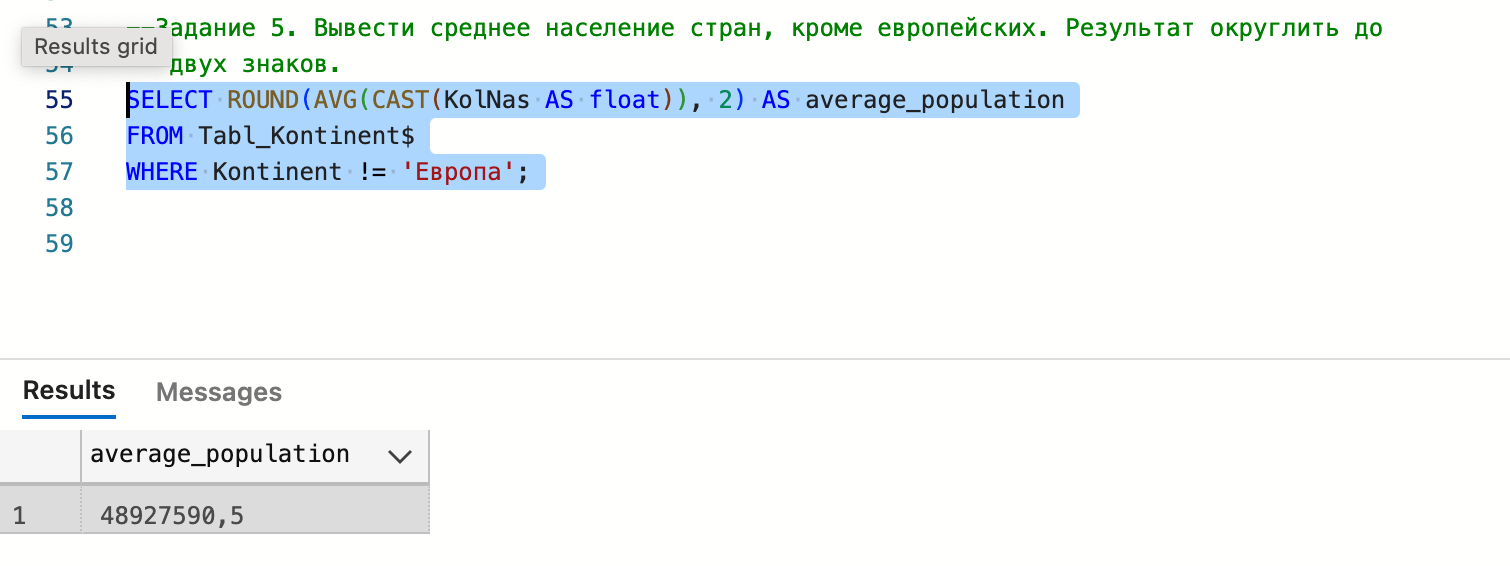 53 --Задание 5. Вывести среднее население стран, кроме европейских. Результат округлить до
Results grid
54 двух знаков.
55 SELECT ROUND(AVG(CAST(KolNas AS float)), 2) AS average_population
56 FROM Tabl_Kontinent$
57 WHERE Kontinent != 'Европа';
58
59
Results Messages
average_population
1 48927590,5